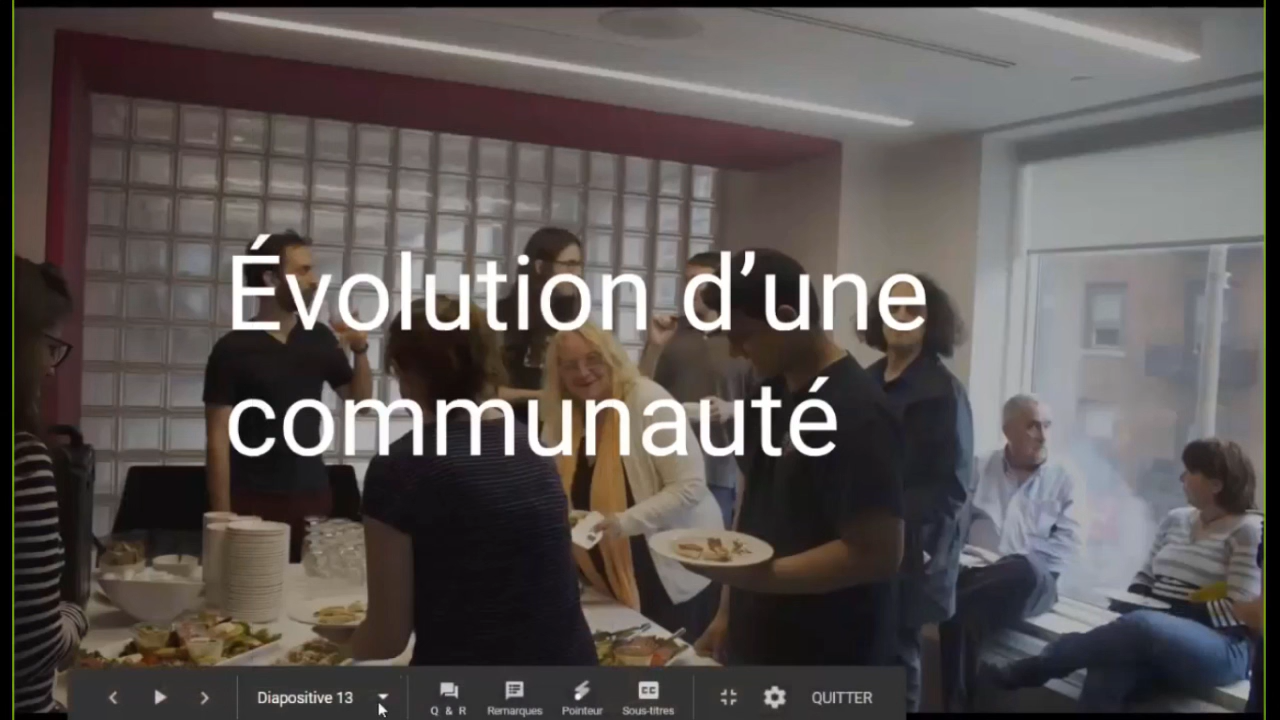 Évolution d’une
communauté
Diapositive 13
Q & R
Remarques
Pointeur
Sous-titres
QUITTER